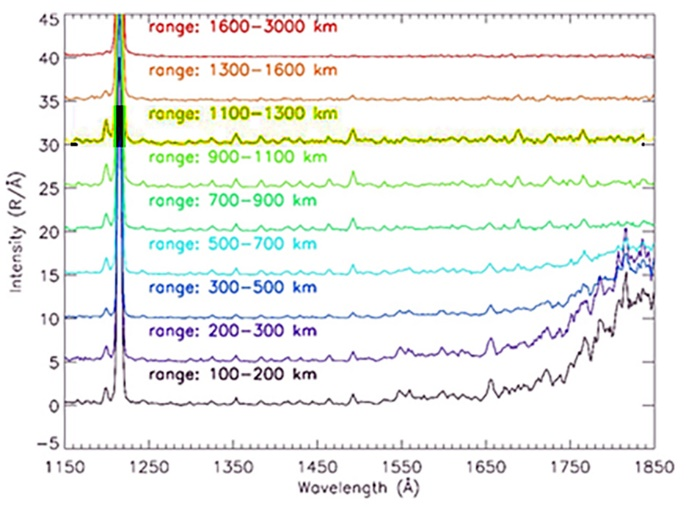 45
range: 1600–3000 km
40
range: 1300–1600 km
35
range: 1100–1300 km
30
range: 900–1100 km
25
range: 700–900 km
20
range: 500–700 km
15
range: 300–500 km
10
range: 200–300 km
5
range: 100–200 km
0
−5
Intensity (R/Å)
1150 1250 1350 1450 1550 1650 1750 1850
Wavelength (Å)